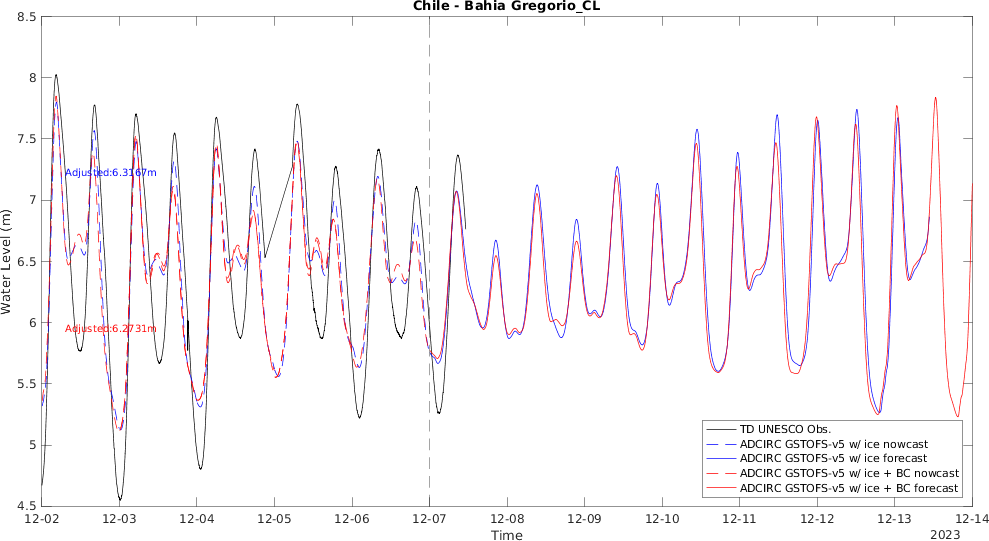 Chile - Bahia Gregorio_CL
8.5
8
7.5
7
6.5
6
5.5
5
4.5
Water Level (m)
Adjusted:6.3167m
Adjusted:6.2731m
TD UNESCO Obs.
ADCIRC GSTOFS-v5 w/ ice nowcast
ADCIRC GSTOFS-v5 w/ ice forecast
ADCIRC GSTOFS-v5 w/ ice + BC nowcast
ADCIRC GSTOFS-v5 w/ ice + BC forecast
12-02 12-03 12-04 12-05 12-06 12-07 12-08 12-09 12-10 12-11 12-12 12-13 12-14
Time
2023